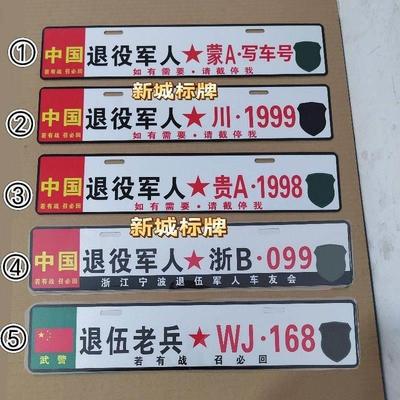 ①
中国 退役军人★蒙A·写车号
若有战 召必回
如有需要·请截停我
新城标牌
②
中国 退役军人★川·1999
若有战 召必回
如有需要·请截停我
③
中国 退役军人★贵A·1998
若有战 召必回
如有需要·请截停我
新城标牌
④
中国 退役军人★浙B·099
若有战 召必回
浙江宁波退伍军人车友会
⑤
退伍老兵★WJ·168
武警
若有战 召必回